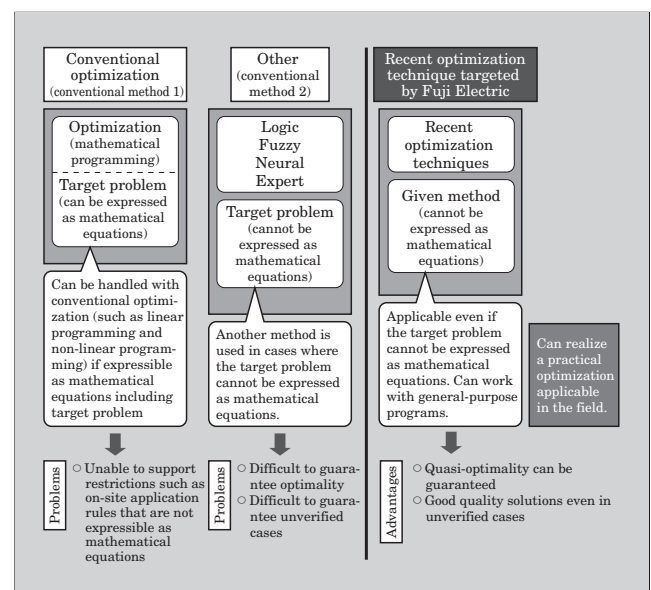 Conventional
optimization
(conventional method 1)
Optimization
(mathematical
programming)
Target problem
(can be expressed
as mathematical
equations)
Can be handled with
conventional optimi-
zation (such as linear
programming and
non-linear program-
ming) if expressible
as mathematical
equations including
target problem
Problems
○ Unable to support
restrictions such as
on-site application
rules that are not
expressible as
mathematical
equations
Other
(conventional
method 2)
Logic
Fuzzy
Neural
Expert
Target problem
(cannot be
expressed as
mathematical
equations)
Another method is
used in cases where
the target problem
cannot be expressed
as mathematical
equations.
Problems
○ Difficult to guara-
ntee optimality
○ Difficult to guara-
ntee unverified
cases
Recent optimization
technique targeted
by Fuji Electric
Recent
optimization
techniques
Given method
(cannot be
expressed as
mathematical
equations)
Applicable even if
the target problem
cannot be expressed
as mathematical
equations. Can work
with general-purpose
programs.
Can realize
a practical
optimization
applicable
in the field.
Advantages
○ Quasi-optimality can be
guaranteed
○ Good quality solutions even in
unverified cases